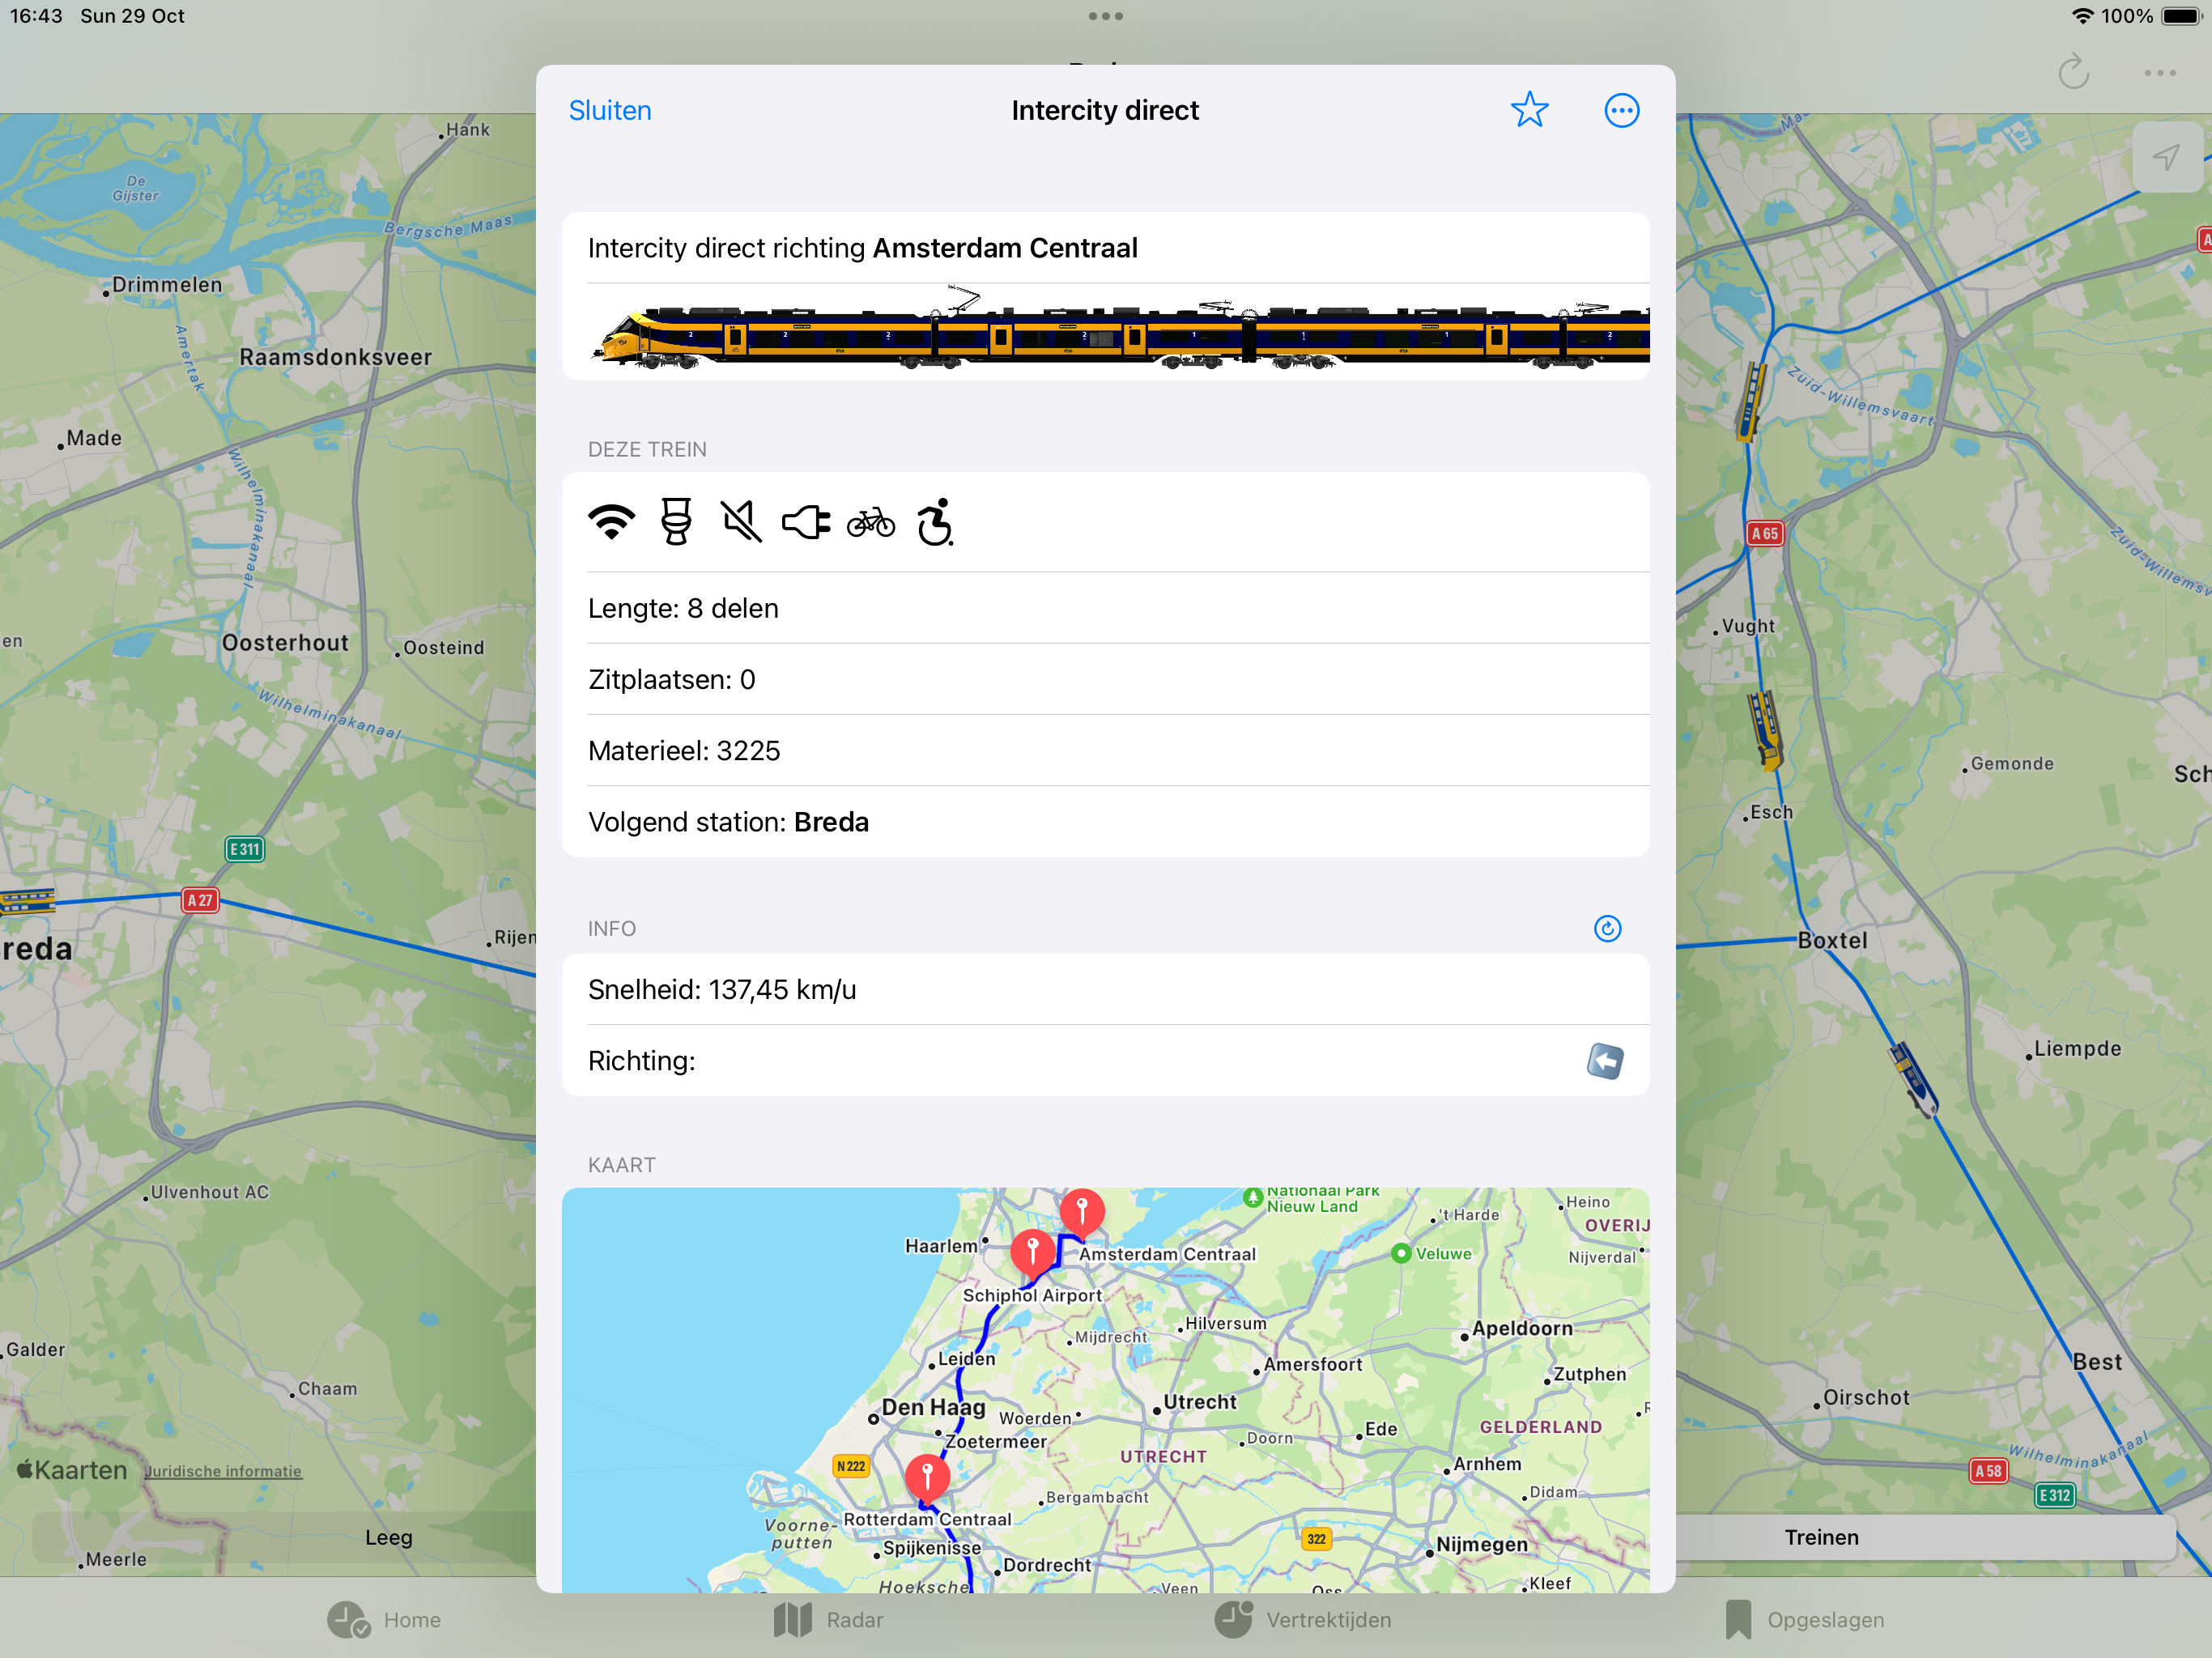 16:43 Sun 29 Oct
100%
Sluiten
Intercity direct
Intercity direct richting Amsterdam Centraal
DEZE TREIN
Lengte: 8 delen
Zitplaatsen: 0
Materieel: 3225
Volgend station: Breda
INFO
Snelheid: 137,45 km/u
Richting:
KAART
Nationaal Park
Nieuw Land
Heino
't Harde
OVERIJ
Haarlem
Amsterdam Centraal
Veluwe
Nijverdal
Schiphol Airport
Hilversum
Mijdrecht
Apeldoorn
Leiden
Amersfoort
Zutphen
Den Haag
Utrecht
Woerden
Zoetermeer
Doorn
Ede
GELDERLAND
UTRECHT
N 222
Arnhem
Bergambacht
Didam
Rotterdam Centraal
Voorne-
putten
Spijkenisse
322
Nijmegen
Dordrecht
Hoeksche
Veen
Oss
Kleef
Hank
De
Gijster
Bergsche Maas
Drimmelen
Amertak
Raamsdonksveer
Made
Wilhelminakanaal
en
Oosterhout
Oosteind
Wilhelminakanaal
E 311
A 27
Rijen
reda
Ulvenhout AC
Galder
Chaam
Kaarten
Juridische informatie
Leeg
Meerle
Zuid-Willemsvaart
A 65
Zuid-Willemsv
Vught
Gemonde
Sch
Esch
Boxtel
Liempde
Best
Oirschot
Wilhelminakanaal
A 58
E 312
Treinen
Home
Radar
Vertrektijden
Opgeslagen